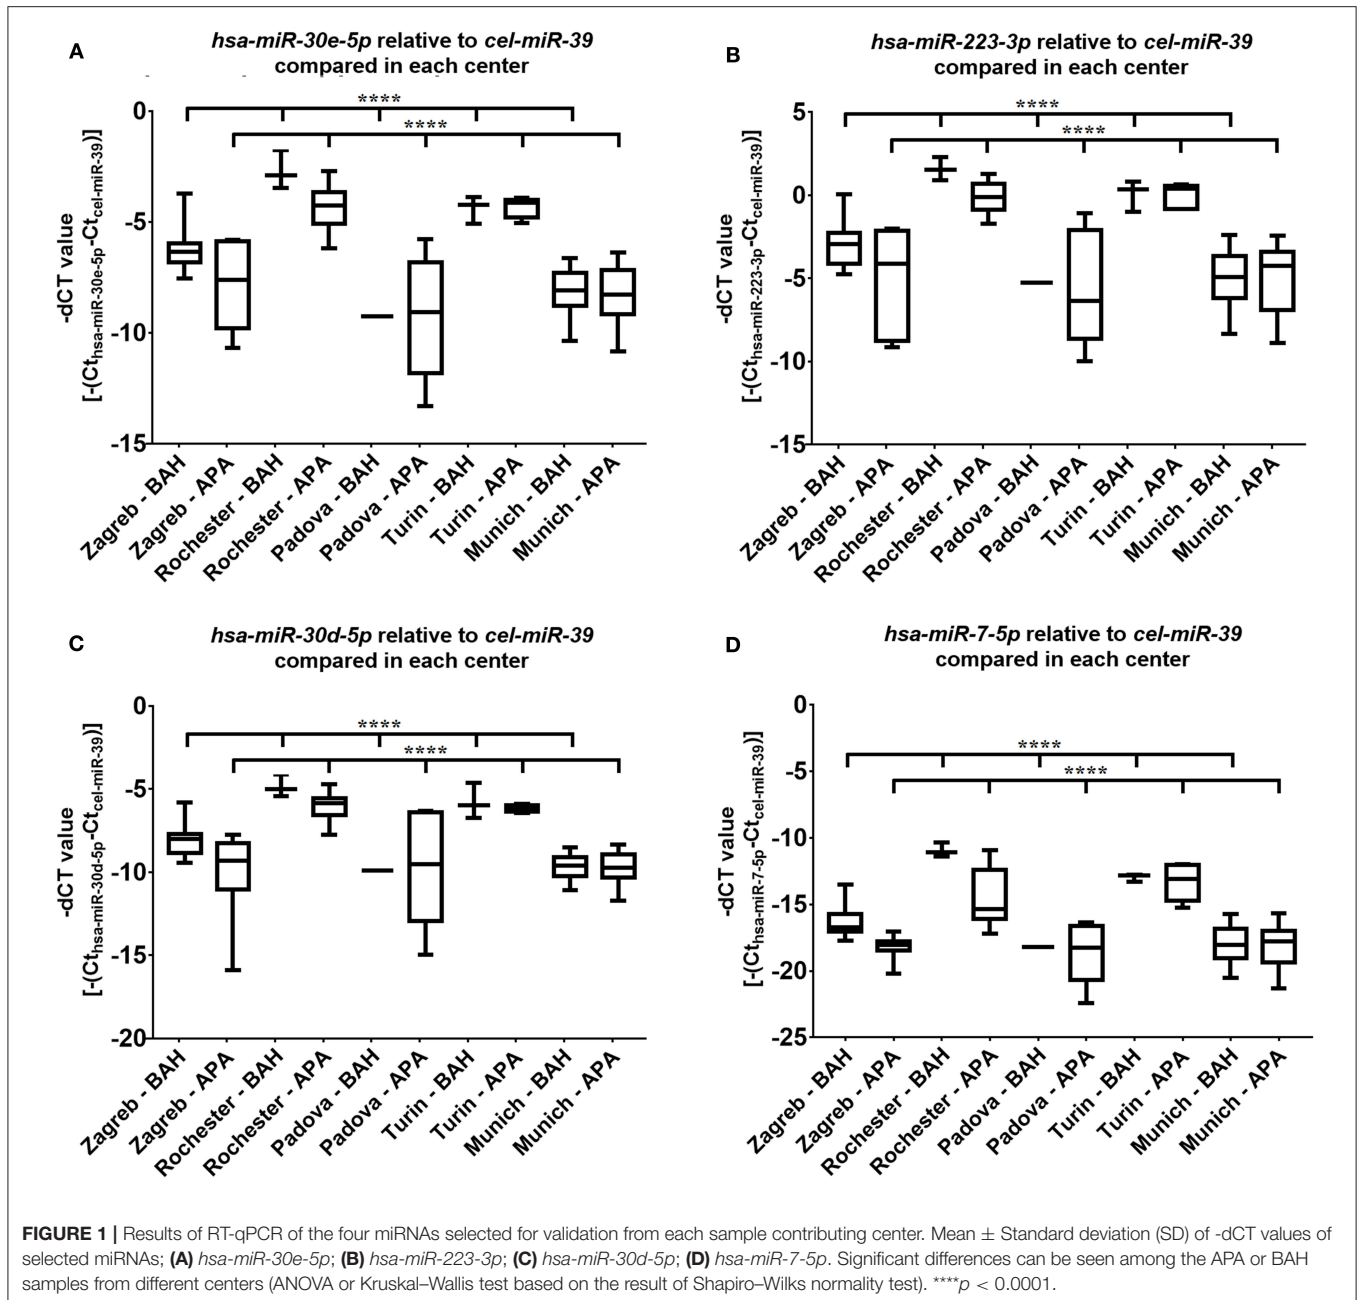 A
hsa-miR-30e-5p relative to cel-miR-39
compared in each center
-dCT value
[-(Cthsa-miR-30e-5p-Ctcel-miR-39)]
0
-5
-10
-15
****
****
Zagreb - BAH
Zagreb - APA
Rochester - BAH
Rochester - APA
Padova - BAH
Padova - APA
Turin - BAH
Turin - APA
Munich - BAH
Munich - APA
B
hsa-miR-223-3p relative to cel-miR-39
compared in each center
-dCT value
[-(Cthsa-miR-223-3p-Ctcel-miR-39)]
5
0
-5
-10
-15
****
****
Zagreb - BAH
Zagreb - APA
Rochester - BAH
Rochester - APA
Padova - BAH
Padova - APA
Turin - BAH
Turin - APA
Munich - BAH
Munich - APA
C
hsa-miR-30d-5p relative to cel-miR-39
compared in each center
-dCT value
[-(Cthsa-miR-30d-5p-Ctcel-miR-39)]
0
-5
-10
-15
-20
****
****
Zagreb - BAH
Zagreb - APA
Rochester - BAH
Rochester - APA
Padova - BAH
Padova - APA
Turin - BAH
Turin - APA
Munich - BAH
Munich - APA
D
hsa-miR-7-5p relative to cel-miR-39
compared in each center
-dCT value
[-(Cthsa-miR-7-5p-Ctcel-miR-39)]
0
-5
-10
-15
-20
-25
****
****
Zagreb - BAH
Zagreb - APA
Rochester - BAH
Rochester - APA
Padova - BAH
Padova - APA
Turin - BAH
Turin - APA
Munich - BAH
Munich - APA
FIGURE 1 | Results of RT-qPCR of the four miRNAs selected for validation from each sample contributing center. Mean ± Standard deviation (SD) of -dCT values of
selected miRNAs; (A) hsa-miR-30e-5p; (B) hsa-miR-223-3p; (C) hsa-miR-30d-5p; (D) hsa-miR-7-5p. Significant differences can be seen among the APA or BAH
samples from different centers (ANOVA or Kruskal–Wallis test based on the result of Shapiro–Wilks normality test). ****p < 0.0001.